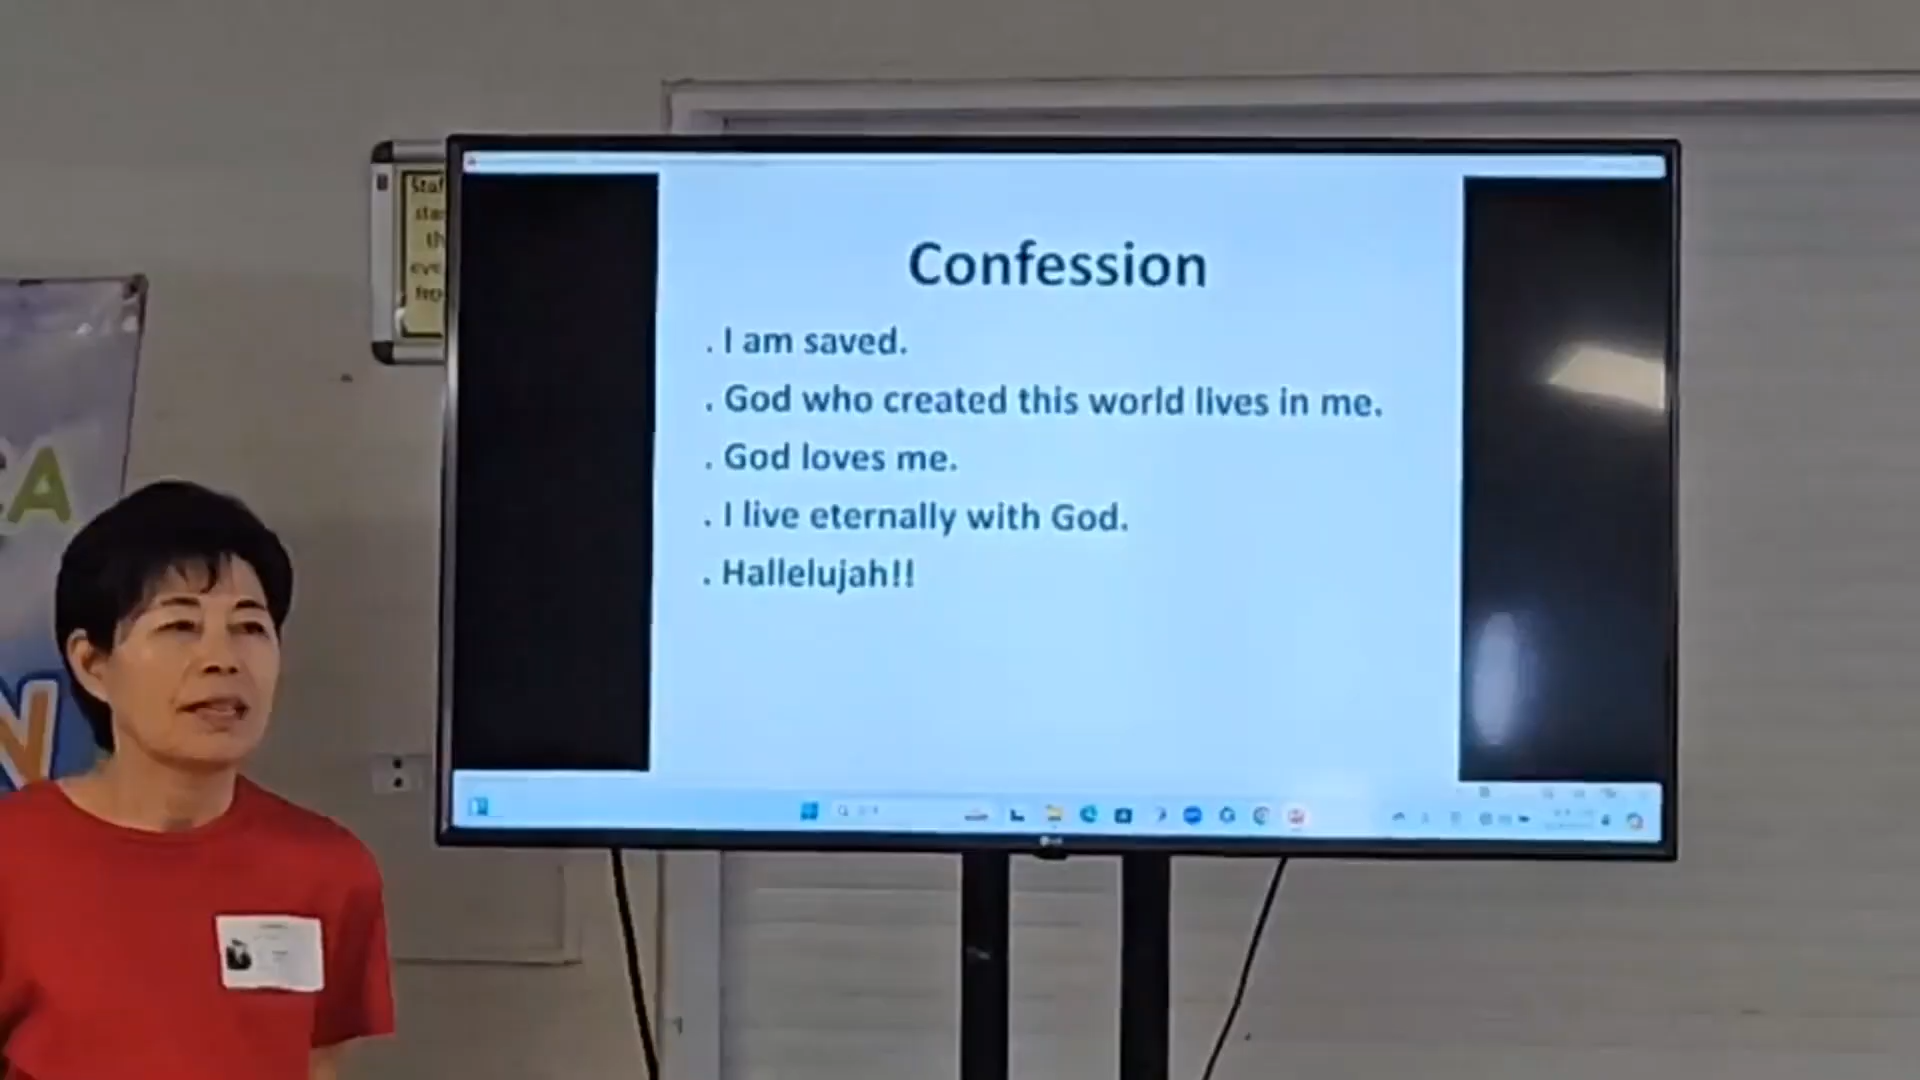 Confession
. I am saved.
. God who created this world lives in me.
. God loves me.
. I live eternally with God.
. Hallelujah!!